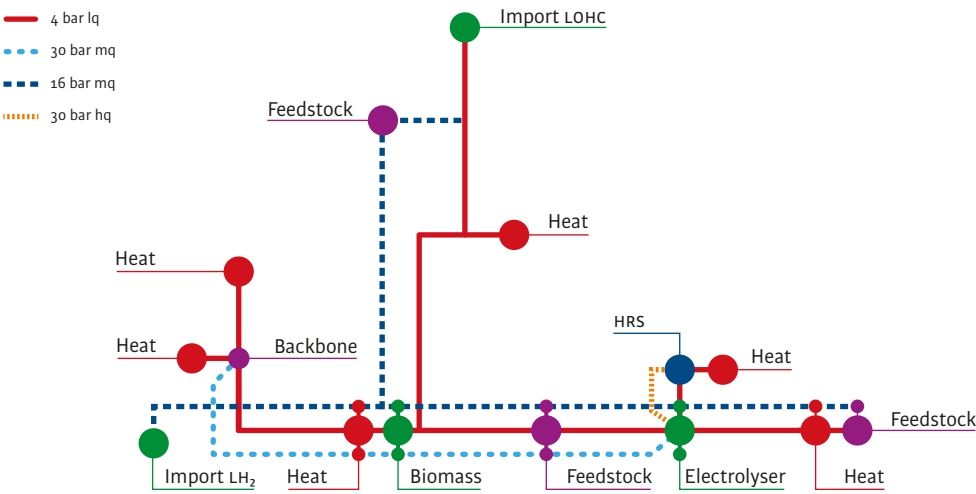 4 bar lq
30 bar mq
16 bar mq
30 bar hq
Import LOHC
Feedstock
Heat
Heat
Heat
Backbone
HRS
Heat
Feedstock
Import LH₂
Heat
Biomass
Feedstock
Electrolyser
Heat